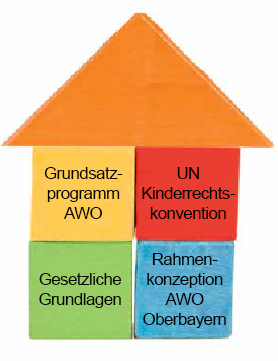 Grundsatz-
programm
AWO
UN
Kinderrechts-
konvention
Gesetzliche
Grundlagen
Rahmen-
konzeption
AWO
Oberbayern